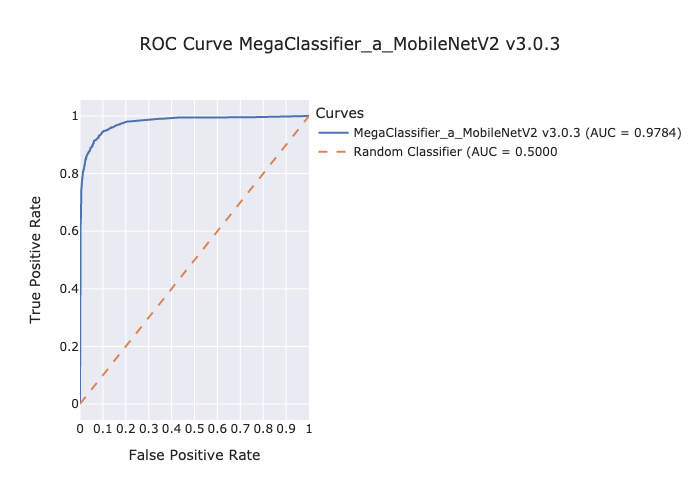 ROC Curve MegaClassifier_a_MobileNetV2 v3.0.3
Curves
MegaClassifier_a_MobileNetV2 v3.0.3 (AUC = 0.9784)
Random Classifier (AUC = 0.5000
True Positive Rate
1
0.8
0.6
0.4
0.2
0
0 0.1 0.2 0.3 0.4 0.5 0.6 0.7 0.8 0.9 1
False Positive Rate